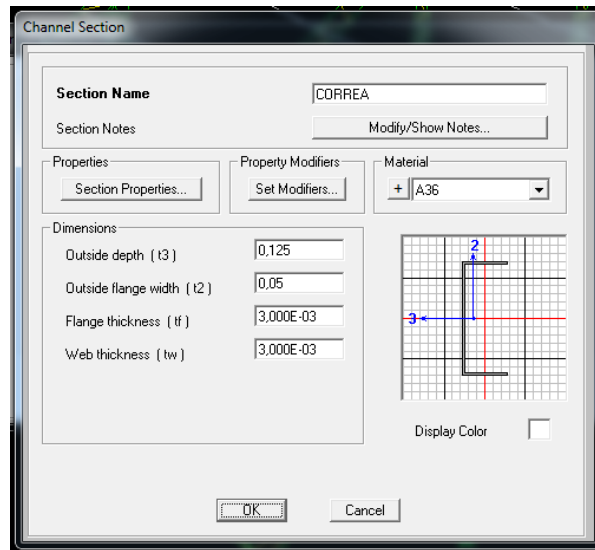 Channel Section
Section Name CORREA
Section Notes Modify/Show Notes...
Properties Property Modifiers Material
Section Properties... Set Modifiers... + A36
Dimensions
Outside depth ( t3 ) 0,125
Outside flange width ( t2 ) 0,05
Flange thickness ( tf ) 3,000E-03
Web thickness ( tw ) 3,000E-03
2
3
Display Color
OK Cancel